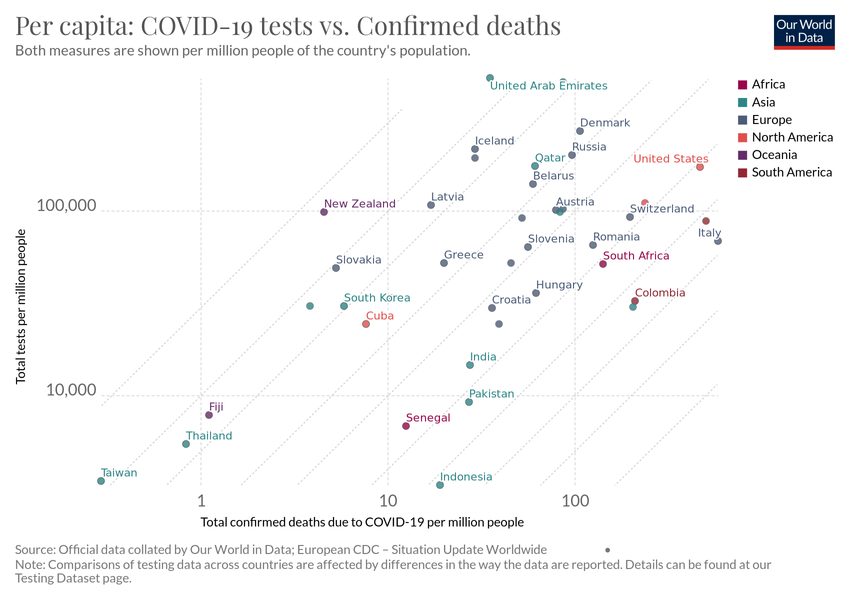 Per capita: COVID-19 tests vs. Confirmed deaths
Both measures are shown per million people of the country's population.
Our World
in Data
United Arab Emirates
Africa
Asia
Europe
North America
Oceania
South America
Denmark
Iceland
Russia
Qatar
United States
Belarus
Latvia
New Zealand
Austria
Switzerland
100,000
Italy
Slovenia
Romania
Greece
South Africa
Slovakia
Hungary
Colombia
South Korea
Croatia
Cuba
India
10,000
Pakistan
Fiji
Senegal
Thailand
Taiwan
Indonesia
Total tests per million people
1
10
100
Total confirmed deaths due to COVID-19 per million people
Source: Official data collated by Our World in Data; European CDC – Situation Update Worldwide
Note: Comparisons of testing data across countries are affected by differences in the way the data are reported. Details can be found at our
Testing Dataset page.